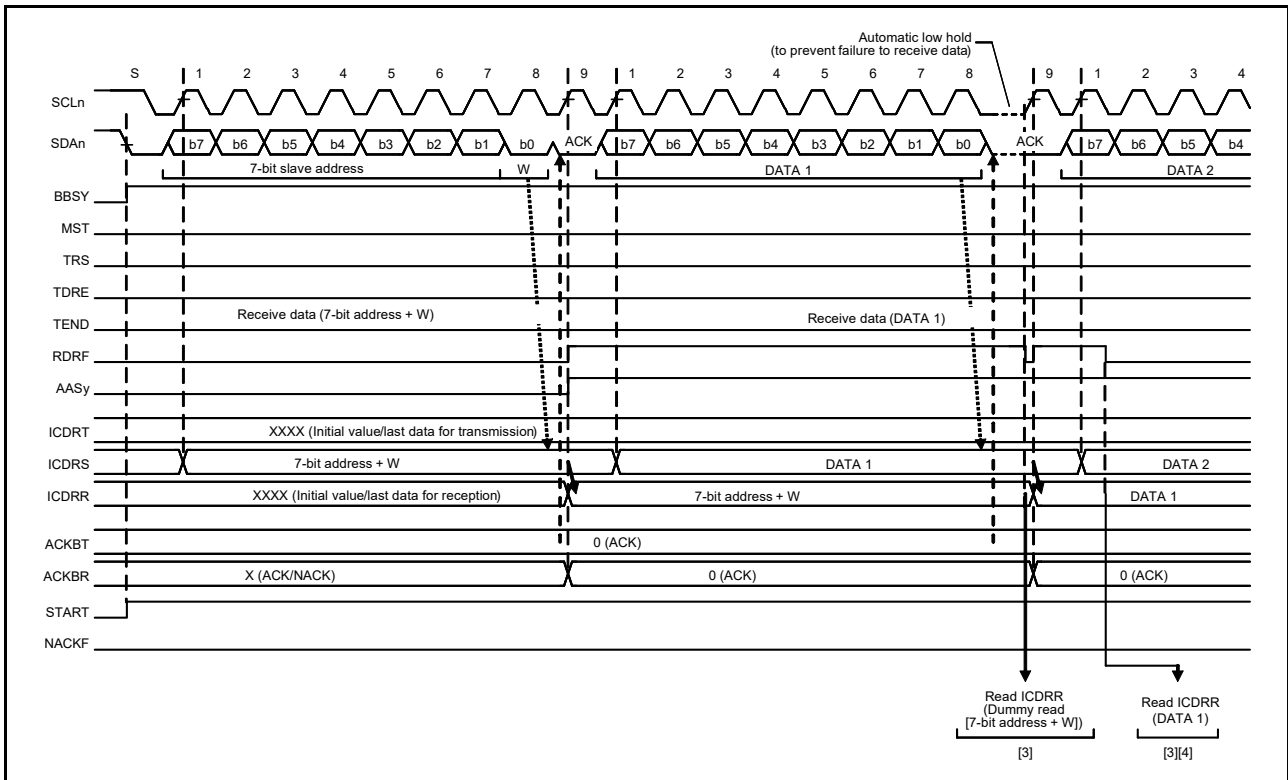 Automatic low hold
(to prevent failure to receive data)
S 1 2 3 4 5 6 7 8 9 1 2 3 4 5 6 7 8 9 1 2 3 4
SCLn
SDAn b7 b6 b5 b4 b3 b2 b1 b0 ACK b7 b6 b5 b4 b3 b2 b1 b0 ACK b7 b6 b5 b4
7-bit slave address W DATA 1 DATA 2
BBSY
MST
TRS
TDRE
Receive data (7-bit address + W) Receive data (DATA 1)
TEND
RDRF
AASy
ICDRT XXXX (Initial value/last data for transmission)
ICDRS 7-bit address + W DATA 1 DATA 2
ICDRR XXXX (Initial value/last data for reception) 7-bit address + W DATA 1
ACKBT 0 (ACK)
ACKBR X (ACK/NACK) 0 (ACK) 0 (ACK)
START
NACKF
Read ICDRR
(Dummy read
[7-bit address + W])
[3]
Read ICDRR
(DATA 1)
[3][4]